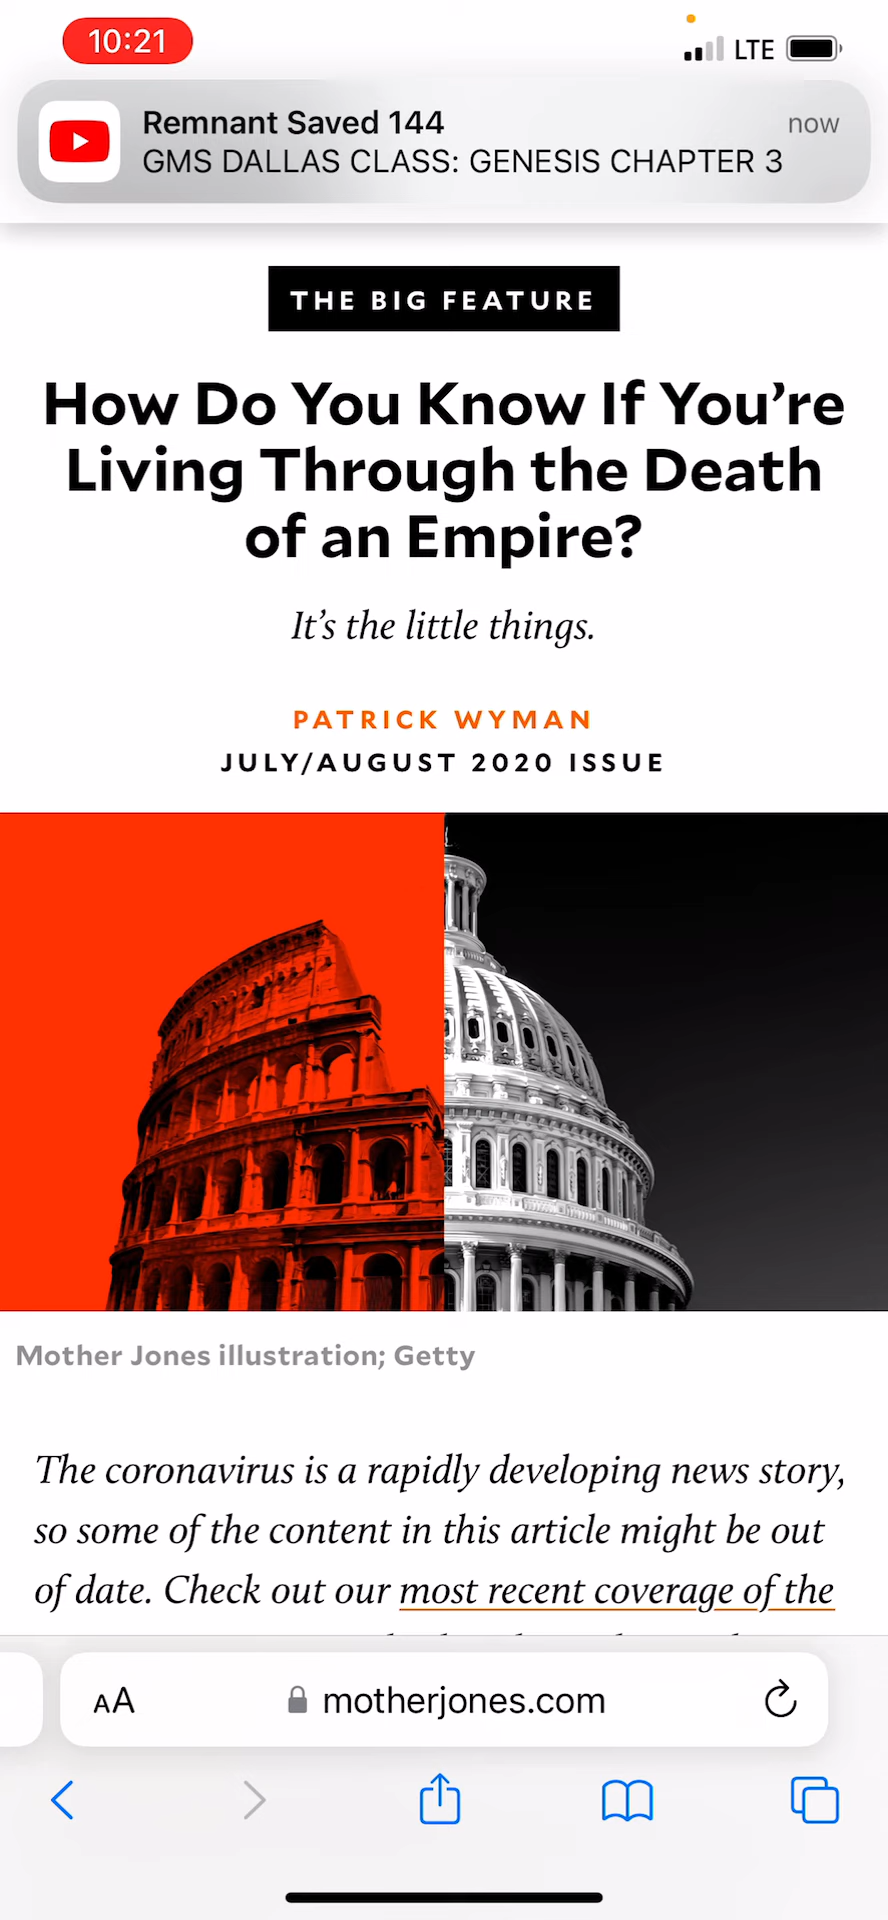 10:21
LTE
Remnant Saved 144
now
GMS DALLAS CLASS: GENESIS CHAPTER 3
THE BIG FEATURE
How Do You Know If You’re
Living Through the Death
of an Empire?
It’s the little things.
PATRICK WYMAN
JULY/AUGUST 2020 ISSUE
Mother Jones illustration; Getty
The coronavirus is a rapidly developing news story,
so some of the content in this article might be out
of date. Check out our most recent coverage of the
AA
motherjones.com